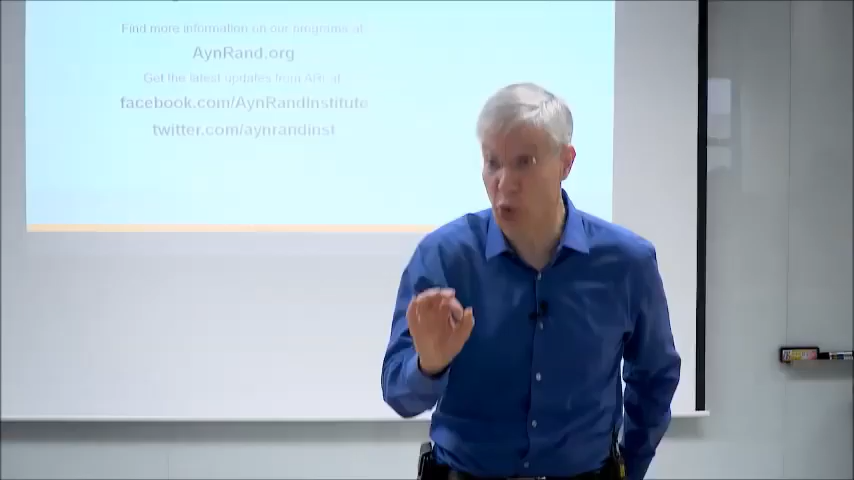 Find more information on our programs at
AynRand.org
Get the latest updates from ARI at
facebook.com/AynRandInstitute
twitter.com/aynrandinst